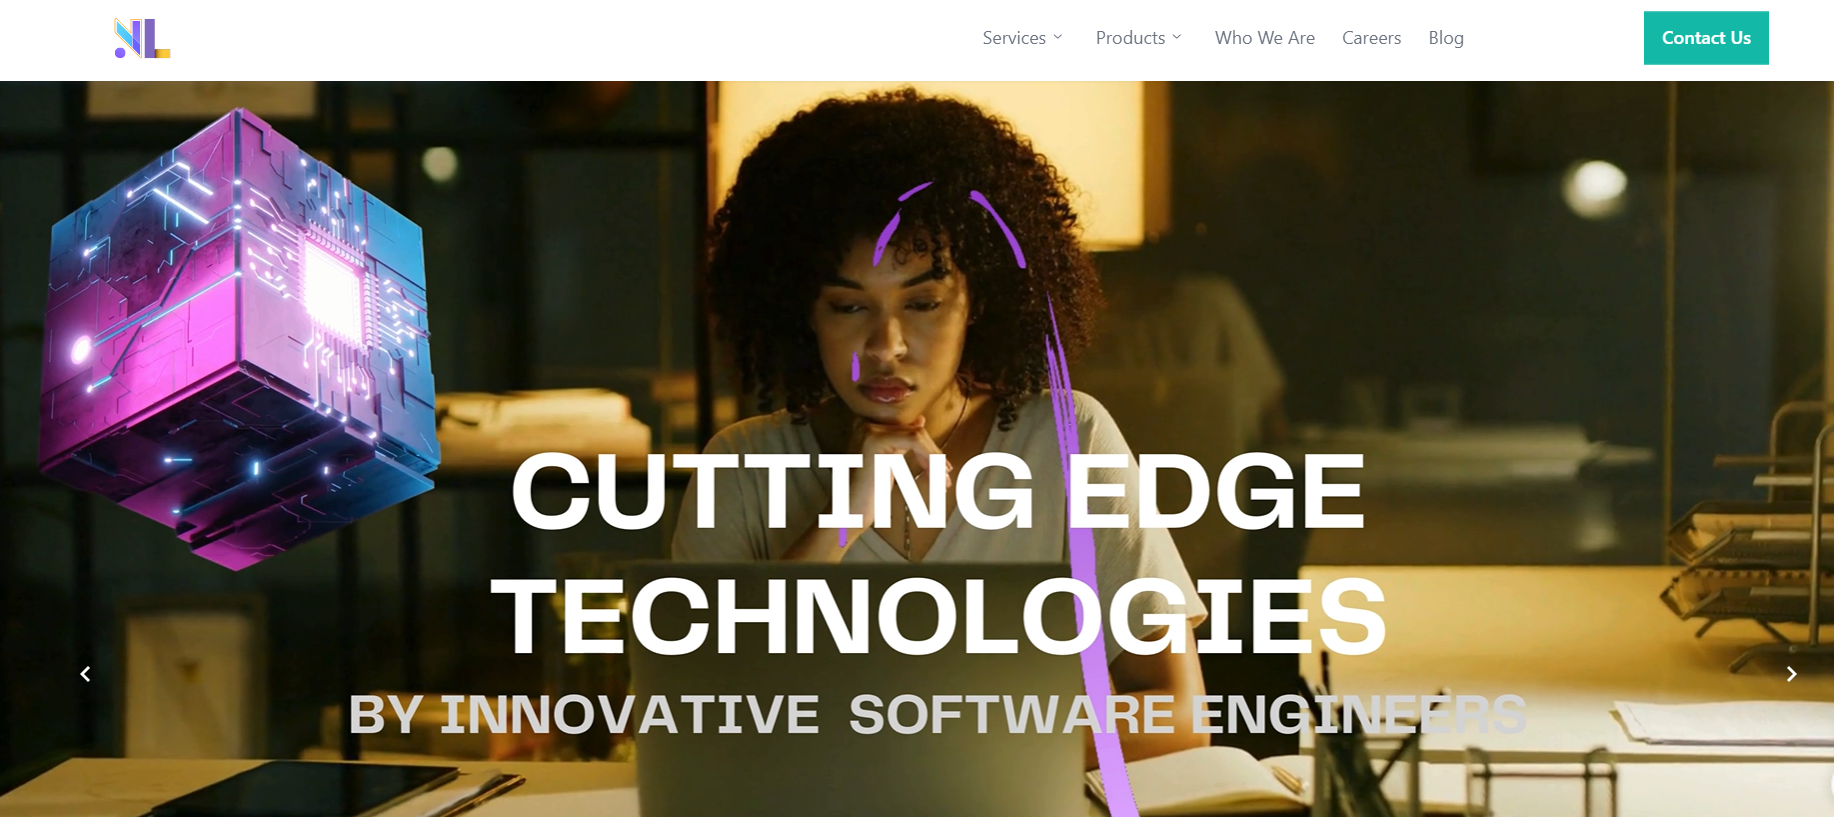 NL
Services
Products
Who We Are
Careers
Blog
Contact Us
CUTTING EDGE
TECHNOLOGIES
BY INNOVATIVE SOFTWARE ENGINEERS